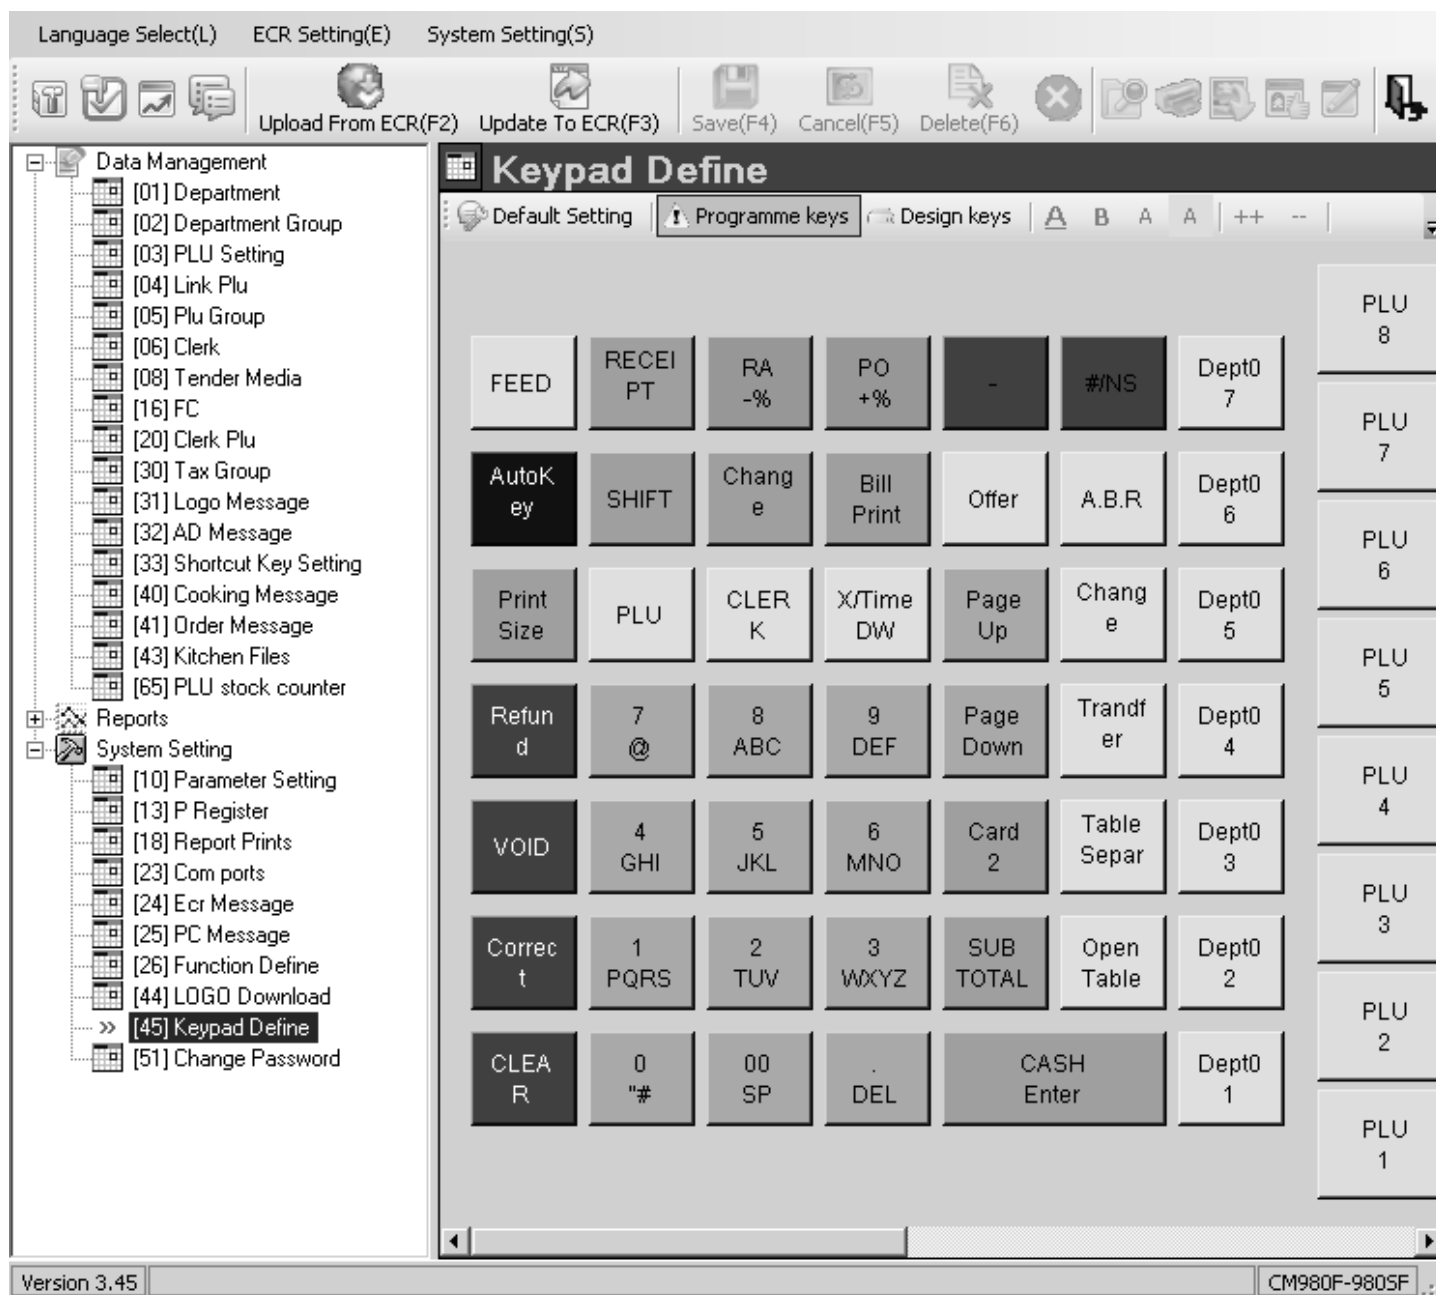 Language Select(L) ECR Setting(E) System Setting(S)
Upload From ECR(F2) Update To ECR(F3) Save(F4) Cancel(F5) Delete(F6)
Data Management
[01] Department
[02] Department Group
[03] PLU Setting
[04] Link Plu
[05] Plu Group
[06] Clerk
[08] Tender Media
[16] FC
[20] Clerk Plu
[30] Tax Group
[31] Logo Message
[32] AD Message
[33] Shortcut Key Setting
[40] Cooking Message
[41] Order Message
[43] Kitchen Files
[65] PLU stock counter
Reports
System Setting
[10] Parameter Setting
[13] P Register
[18] Report Prints
[23] Com ports
[24] Ecr Message
[25] PC Message
[26] Function Define
[44] LOGO Download
>> [45] Keypad Define
[51] Change Password
Keypad Define
Default Setting Programme keys Design keys A B A A ++ --
FEED
RECEI
PT
RA
-%
PO
+%
-
#/NS
Dept0
7
AutoK
ey
SHIFT
Chang
e
Bill
Print
Offer
A.B.R
Dept0
6
Print
Size
PLU
CLER
K
X/Time
DW
Page
Up
Chang
e
Dept0
5
Refun
d
7
@
8
ABC
9
DEF
Page
Down
Trandf
er
Dept0
4
VOID
4
GHI
5
JKL
6
MNO
Card
2
Table
Separ
Dept0
3
Correc
t
1
PQRS
2
TUV
3
WXYZ
SUB
TOTAL
Open
Table
Dept0
2
CLEA
R
0
"#
00
SP
.
DEL
CASH
Enter
Dept0
1
PLU
8
PLU
7
PLU
6
PLU
5
PLU
4
PLU
3
PLU
2
PLU
1
Version 3.45 CM980F-980SF